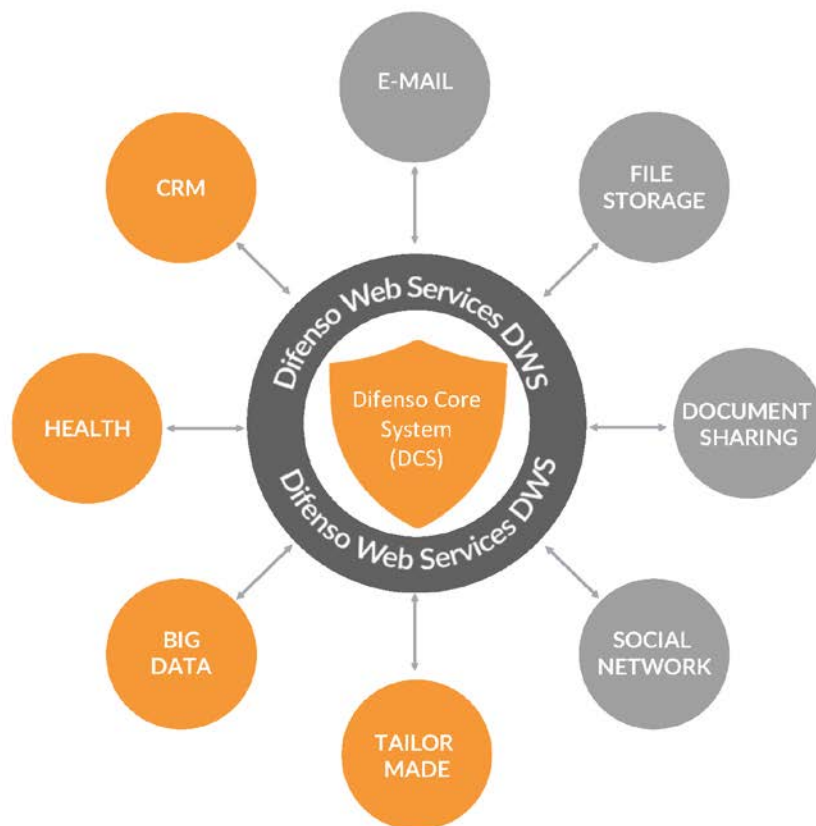 E-MAIL
CRM
FILE
STORAGE
Difenso Web Services DWS
Difenso Core
System
(DCS)
HEALTH
DOCUMENT
SHARING
Difenso Web Services DWS
BIG
DATA
SOCIAL
NETWORK
TAILOR
MADE